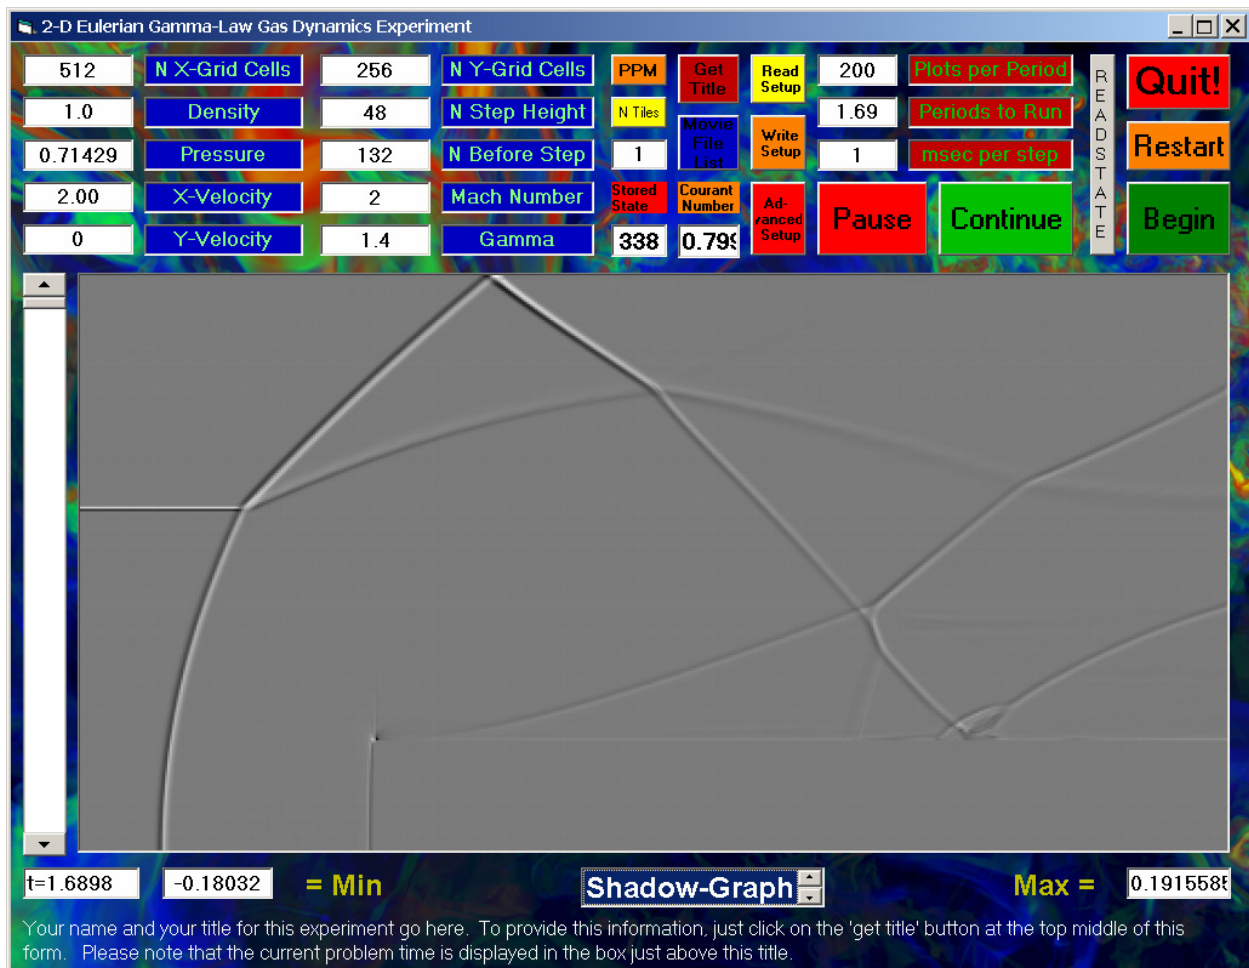 2-D Eulerian Gamma-Law Gas Dynamics Experiment
512 N X-Grid Cells 256 N Y-Grid Cells PPM Get Title Read Setup 200 Plots per Period READSTATE Quit!
1.0 Density 48 N Step Height N Tiles Movie File List Write Setup 1.69 Periods to Run Restart
0.71429 Pressure 132 N Before Step 1 1 msec per step
2.00 X-Velocity 2 Mach Number Stored State Courant Number Ad-vanced Setup Pause Continue Begin
0 Y-Velocity 1.4 Gamma 338 0.799
t=1.6898 -0.18032 = Min Shadow-Graph Max = 0.1915585
Your name and your title for this experiment go here. To provide this information, just click on the 'get title' button at the top middle of this
form. Please note that the current problem time is displayed in the box just above this title.